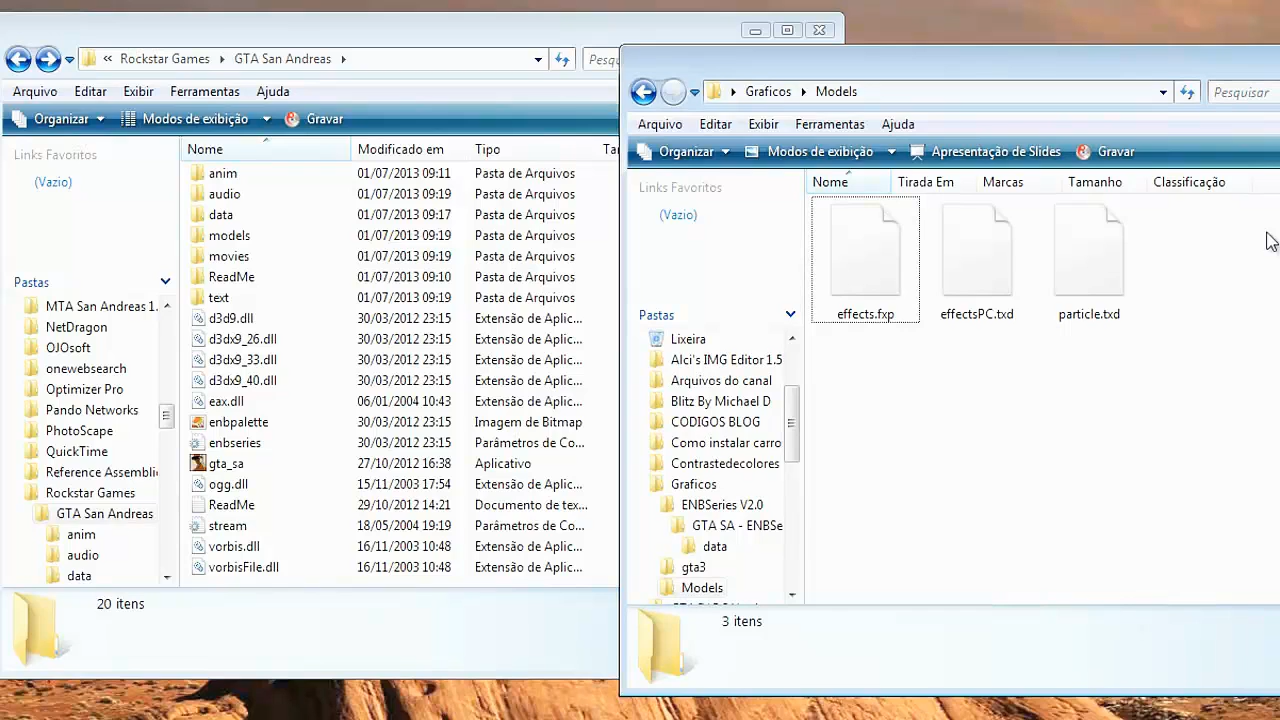 « Rockstar Games GTA San Andreas
Arquivo Editar Exibir Ferramentas Ajuda
Organizar Modos de exibição Gravar
Links Favoritos
(Vazio)
Pastas
MTA San Andreas 1.
NetDragon
OJOsoft
onewebsearch
Optimizer Pro
Pando Networks
PhotoScape
QuickTime
Reference Assemblie
Rockstar Games
GTA San Andreas
anim
audio
data
Nome Modificado em Tipo
anim 01/07/2013 09:11 Pasta de Arquivos
audio 01/07/2013 09:19 Pasta de Arquivos
data 01/07/2013 09:17 Pasta de Arquivos
models 01/07/2013 09:19 Pasta de Arquivos
movies 01/07/2013 09:19 Pasta de Arquivos
ReadMe 01/07/2013 09:10 Pasta de Arquivos
text 01/07/2013 09:19 Pasta de Arquivos
d3d9.dll 30/03/2012 23:15 Extensão de Aplic...
d3dx9_26.dll 30/03/2012 23:15 Extensão de Aplic...
d3dx9_33.dll 30/03/2012 23:15 Extensão de Aplic...
d3dx9_40.dll 30/03/2012 23:15 Extensão de Aplic...
eax.dll 06/01/2004 10:43 Extensão de Aplic...
enbpalette 30/03/2012 23:15 Imagem de Bitmap
enbseries 30/03/2012 23:15 Parâmetros de Co...
gta_sa 27/10/2012 16:38 Aplicativo
ogg.dll 15/11/2003 17:54 Extensão de Aplic...
ReadMe 29/10/2012 14:21 Documento de tex...
stream 18/05/2004 19:19 Parâmetros de Co...
vorbis.dll 16/11/2003 10:48 Extensão de Aplic...
vorbisFile.dll 16/11/2003 10:48 Extensão de Aplic...
20 itens
Graficos Models Pesquisar
Arquivo Editar Exibir Ferramentas Ajuda
Organizar Modos de exibição Apresentação de Slides Gravar
Links Favoritos
(Vazio)
Pastas
Lixeira
Alci's IMG Editor 1.5
Arquivos do canal
Blitz By Michael D
CODIGOS BLOG
Como instalar carro
Contrastedecolores
Graficos
ENBSeries V2.0
GTA SA - ENBSe
data
gta3
Models
Nome Tirada Em Marcas Tamanho Classificação
effects.fxp effectsPC.txd particle.txd
3 itens